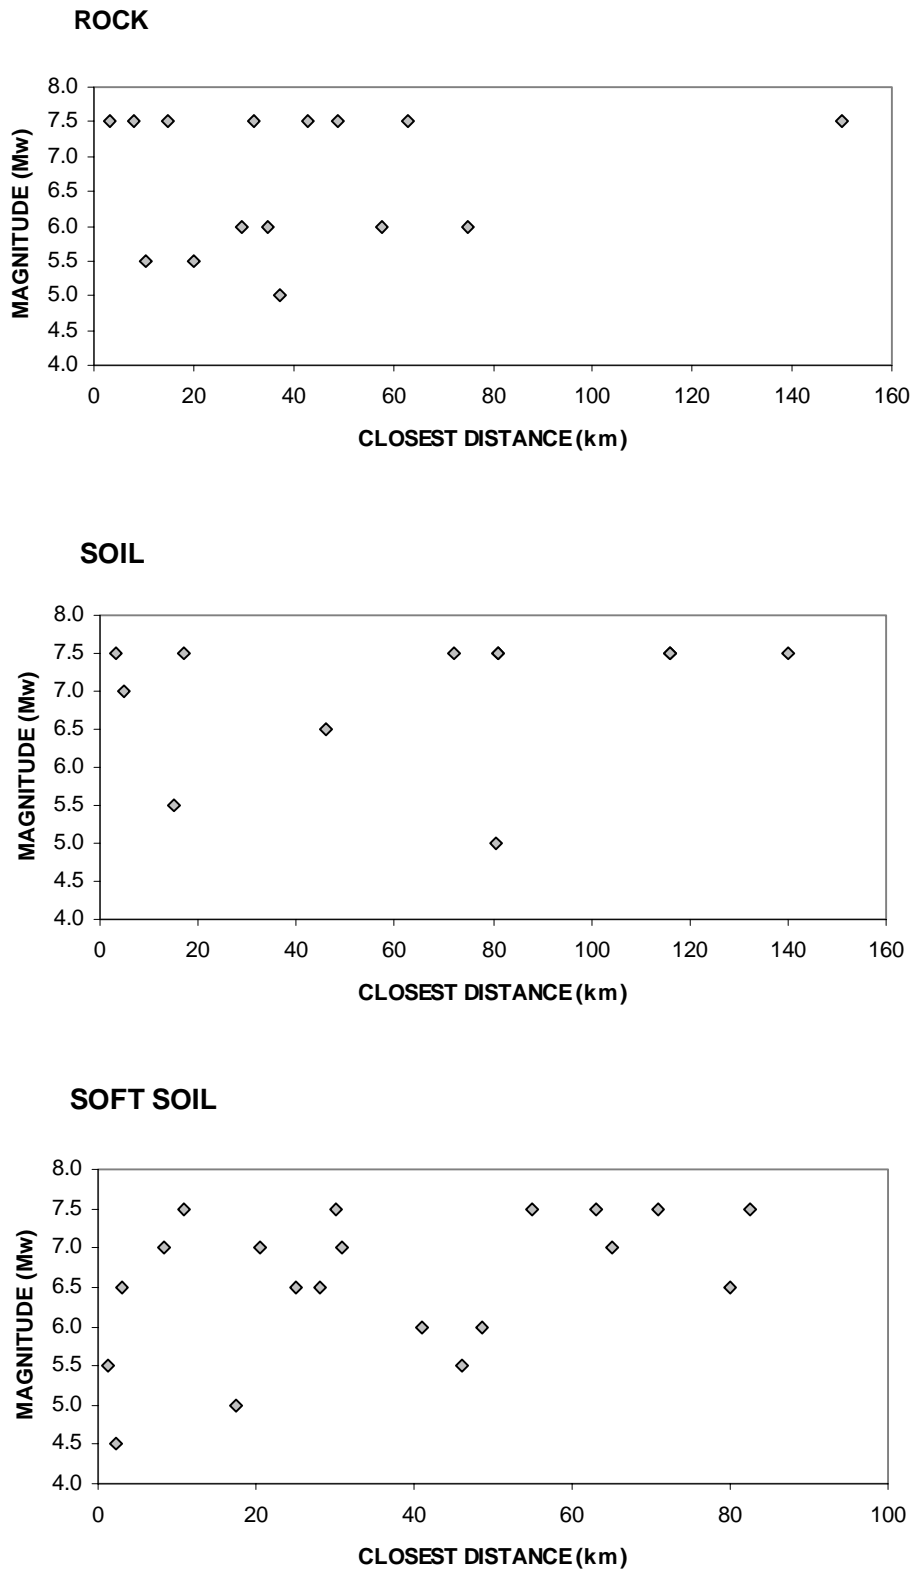 ROCK
8.0
7.5
7.0
6.5
6.0
5.5
5.0
4.5
4.0
MAGNITUDE (Mw)
0 20 40 60 80 100 120 140 160
CLOSEST DISTANCE (km)
SOIL
8.0
7.5
7.0
6.5
6.0
5.5
5.0
4.5
4.0
MAGNITUDE (Mw)
0 20 40 60 80 100 120 140 160
CLOSEST DISTANCE (km)
SOFT SOIL
8.0
7.5
7.0
6.5
6.0
5.5
5.0
4.5
4.0
MAGNITUDE (Mw)
0 20 40 60 80 100
CLOSEST DISTANCE (km)